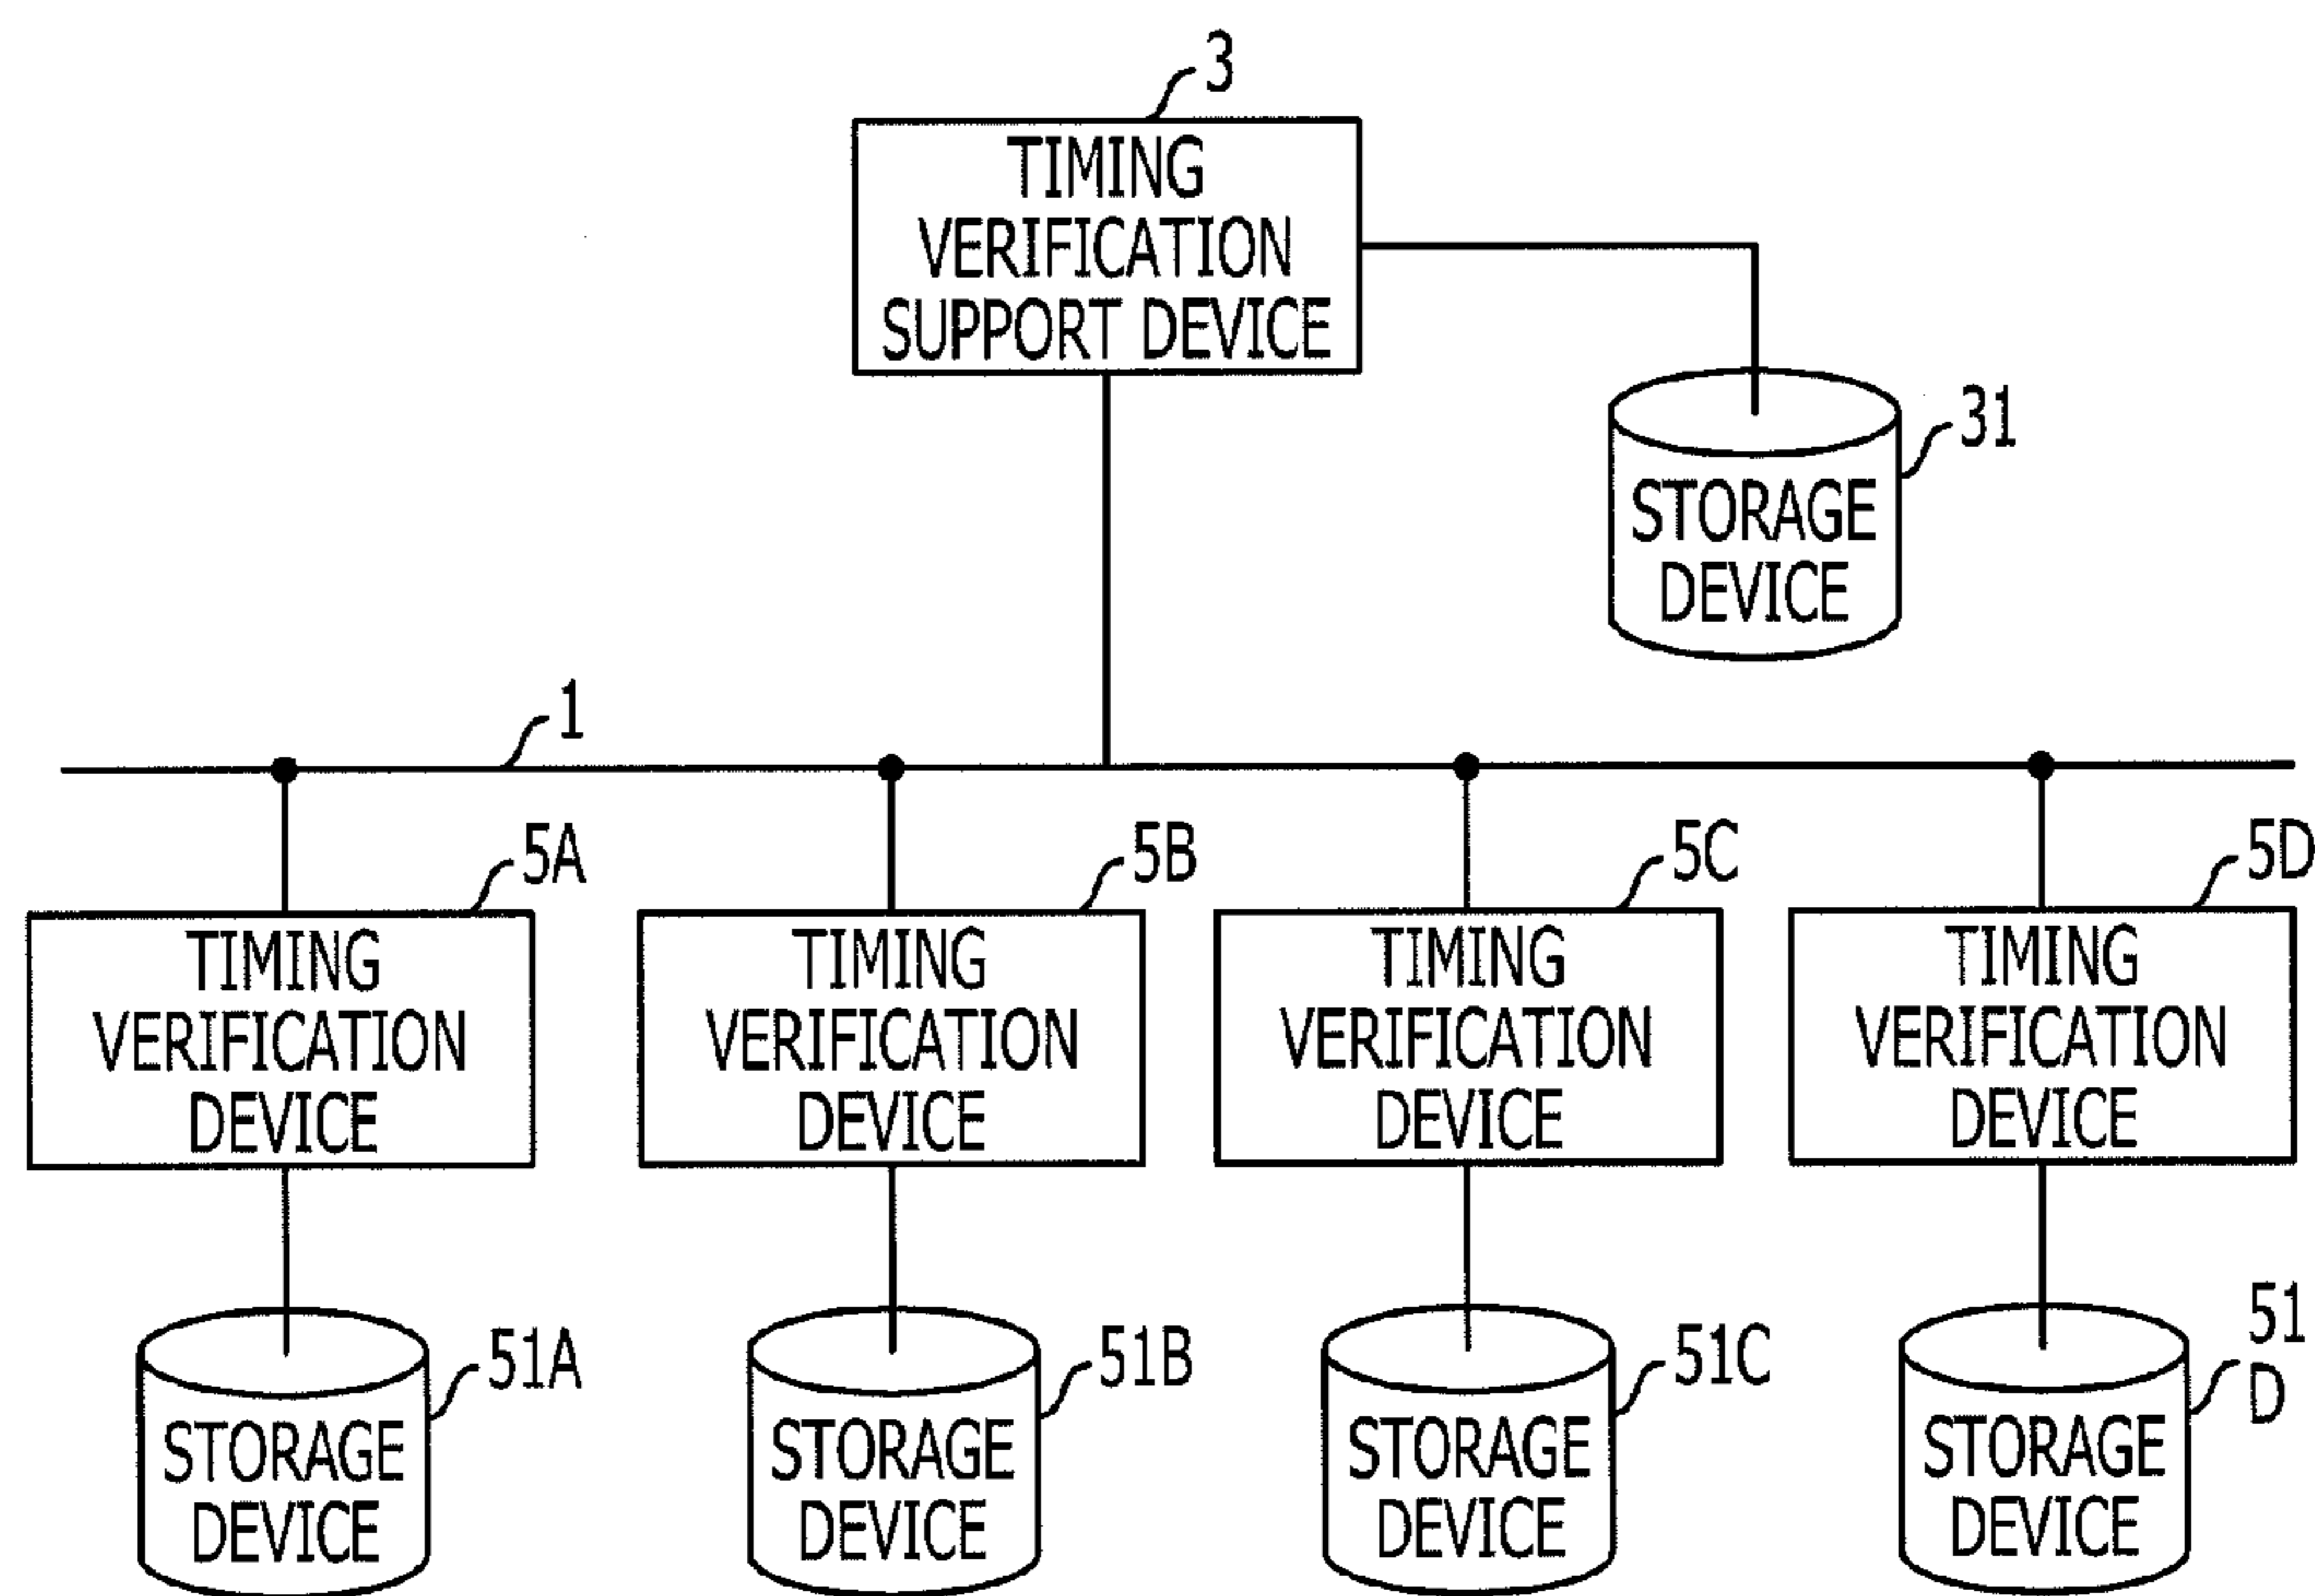 3
TIMING
VERIFICATION
SUPPORT DEVICE
31
STORAGE
DEVICE
1
5A
TIMING
VERIFICATION
DEVICE
5B
TIMING
VERIFICATION
DEVICE
5C
TIMING
VERIFICATION
DEVICE
5D
TIMING
VERIFICATION
DEVICE
51A
STORAGE
DEVICE
51B
STORAGE
DEVICE
51C
STORAGE
DEVICE
51
D
STORAGE
DEVICE